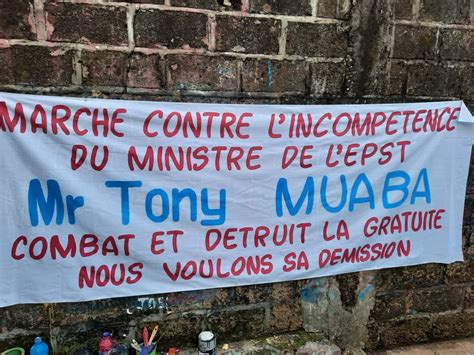 MARCHE CONTRE L'INCOMPETENCE
DU MINISTRE DE L'EPST
Mr Tony MUABA
COMBAT ET DETRUIT LA GRATUITE
NOUS VOULONS SA DEMISSION